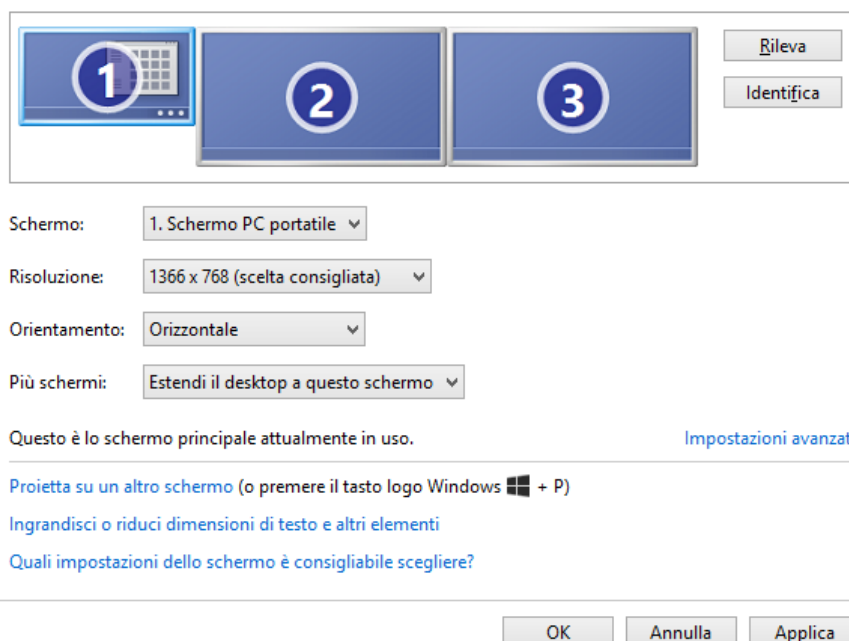 1 2 3
Rileva
Identifica
Schermo: 1. Schermo PC portatile
Risoluzione: 1366 x 768 (scelta consigliata)
Orientamento: Orizzontale
Più schermi: Estendi il desktop a questo schermo
Questo è lo schermo principale attualmente in uso. Impostazioni avanzat
Proietta su un altro schermo (o premere il tasto logo Windows + P)
Ingrandisci o riduci dimensioni di testo e altri elementi
Quali impostazioni dello schermo è consigliabile scegliere?
OK Annulla Applica